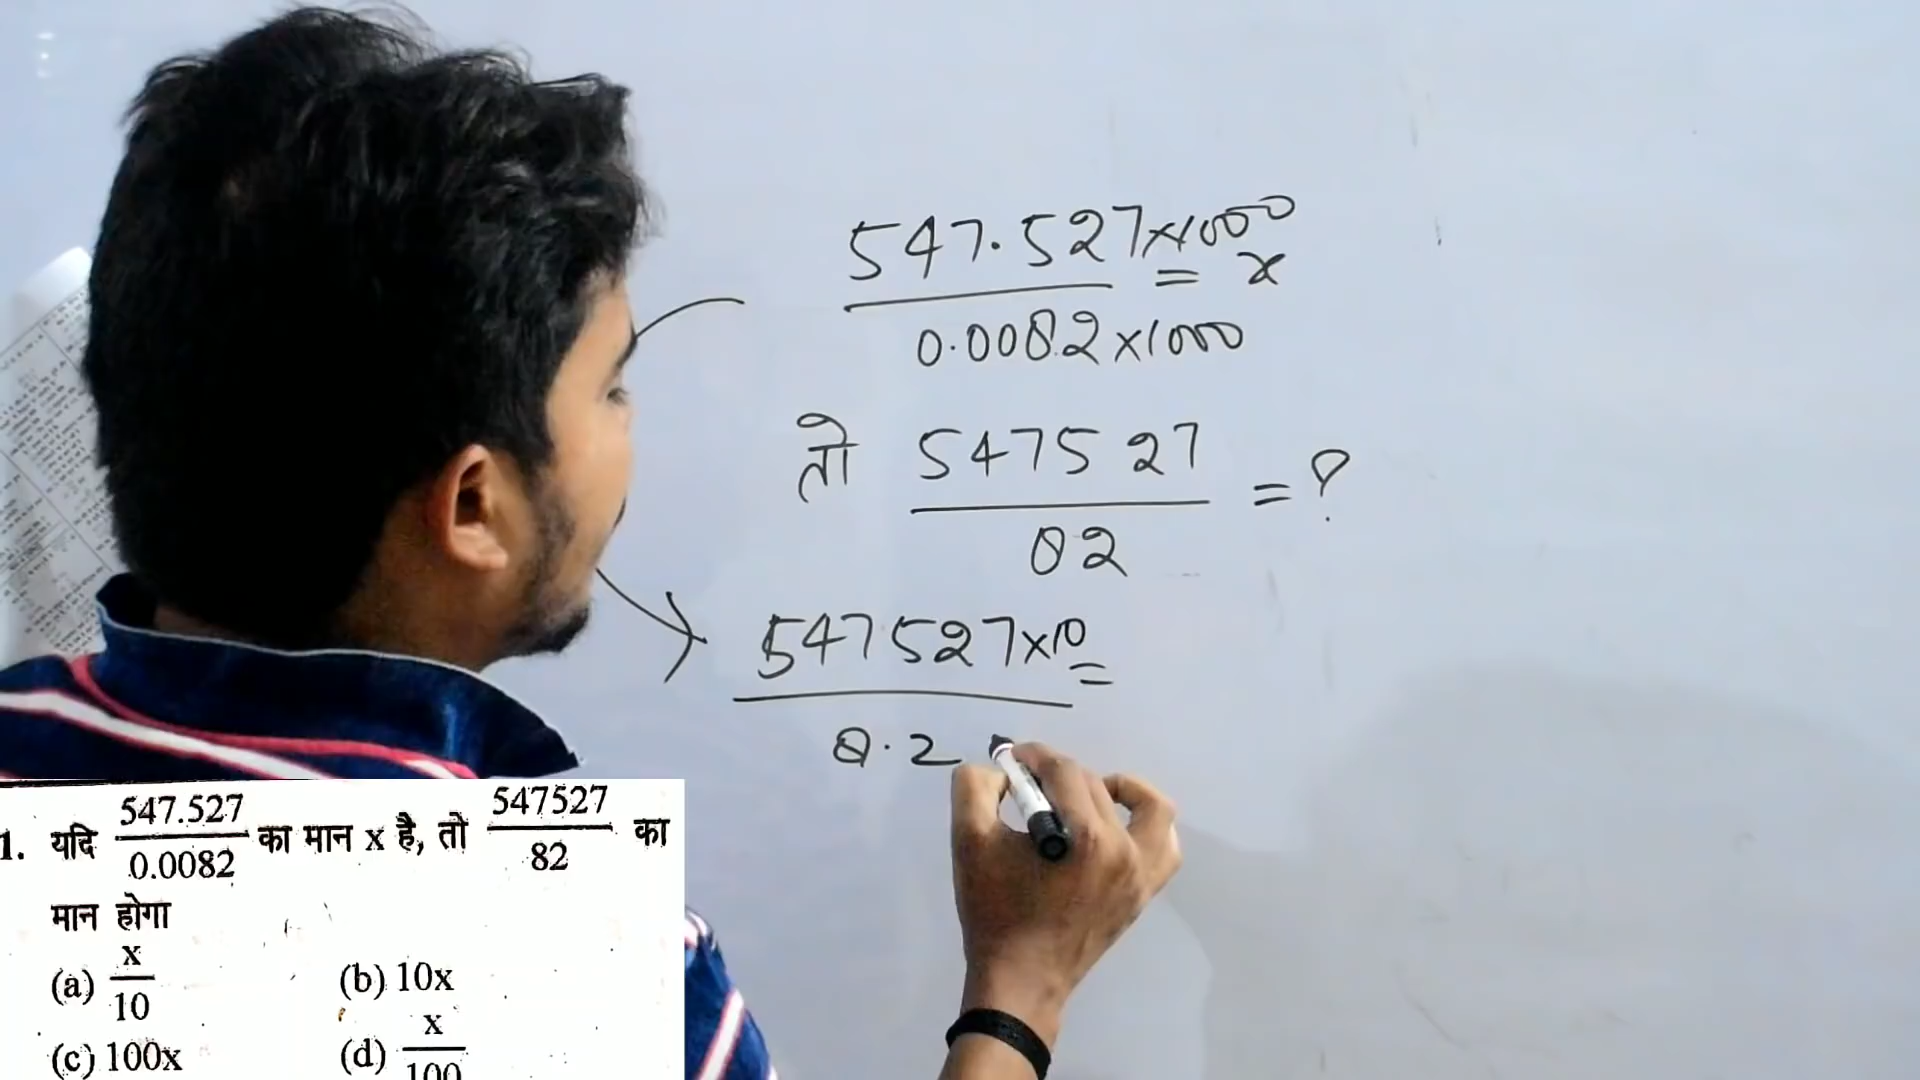 547.527×1000
= x
0.0082×1000
तो 547527 = ?
82
547527×10 =
8.2
1. यदि 547.527/0.0082 का मान x है, तो 547527/82 का
मान होगा
(a) x/10 (b) 10x
(c) 100x (d) x/100